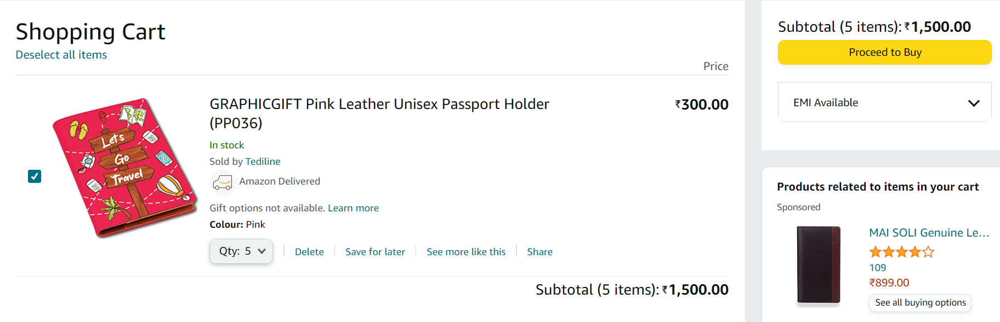 Shopping Cart
Deselect all items
Price
GRAPHICGIFT Pink Leather Unisex Passport Holder
(PP036)
₹300.00
In stock
Sold by Tediline
Amazon Delivered
Gift options not available. Learn more
Colour: Pink
Qty: 5
Delete
Save for later
See more like this
Share
Subtotal (5 items): ₹1,500.00
Let's
Go
Travel
Subtotal (5 items): ₹1,500.00
Proceed to Buy
EMI Available
Products related to items in your cart
Sponsored
MAI SOLI Genuine Le...
109
₹899.00
See all buying options